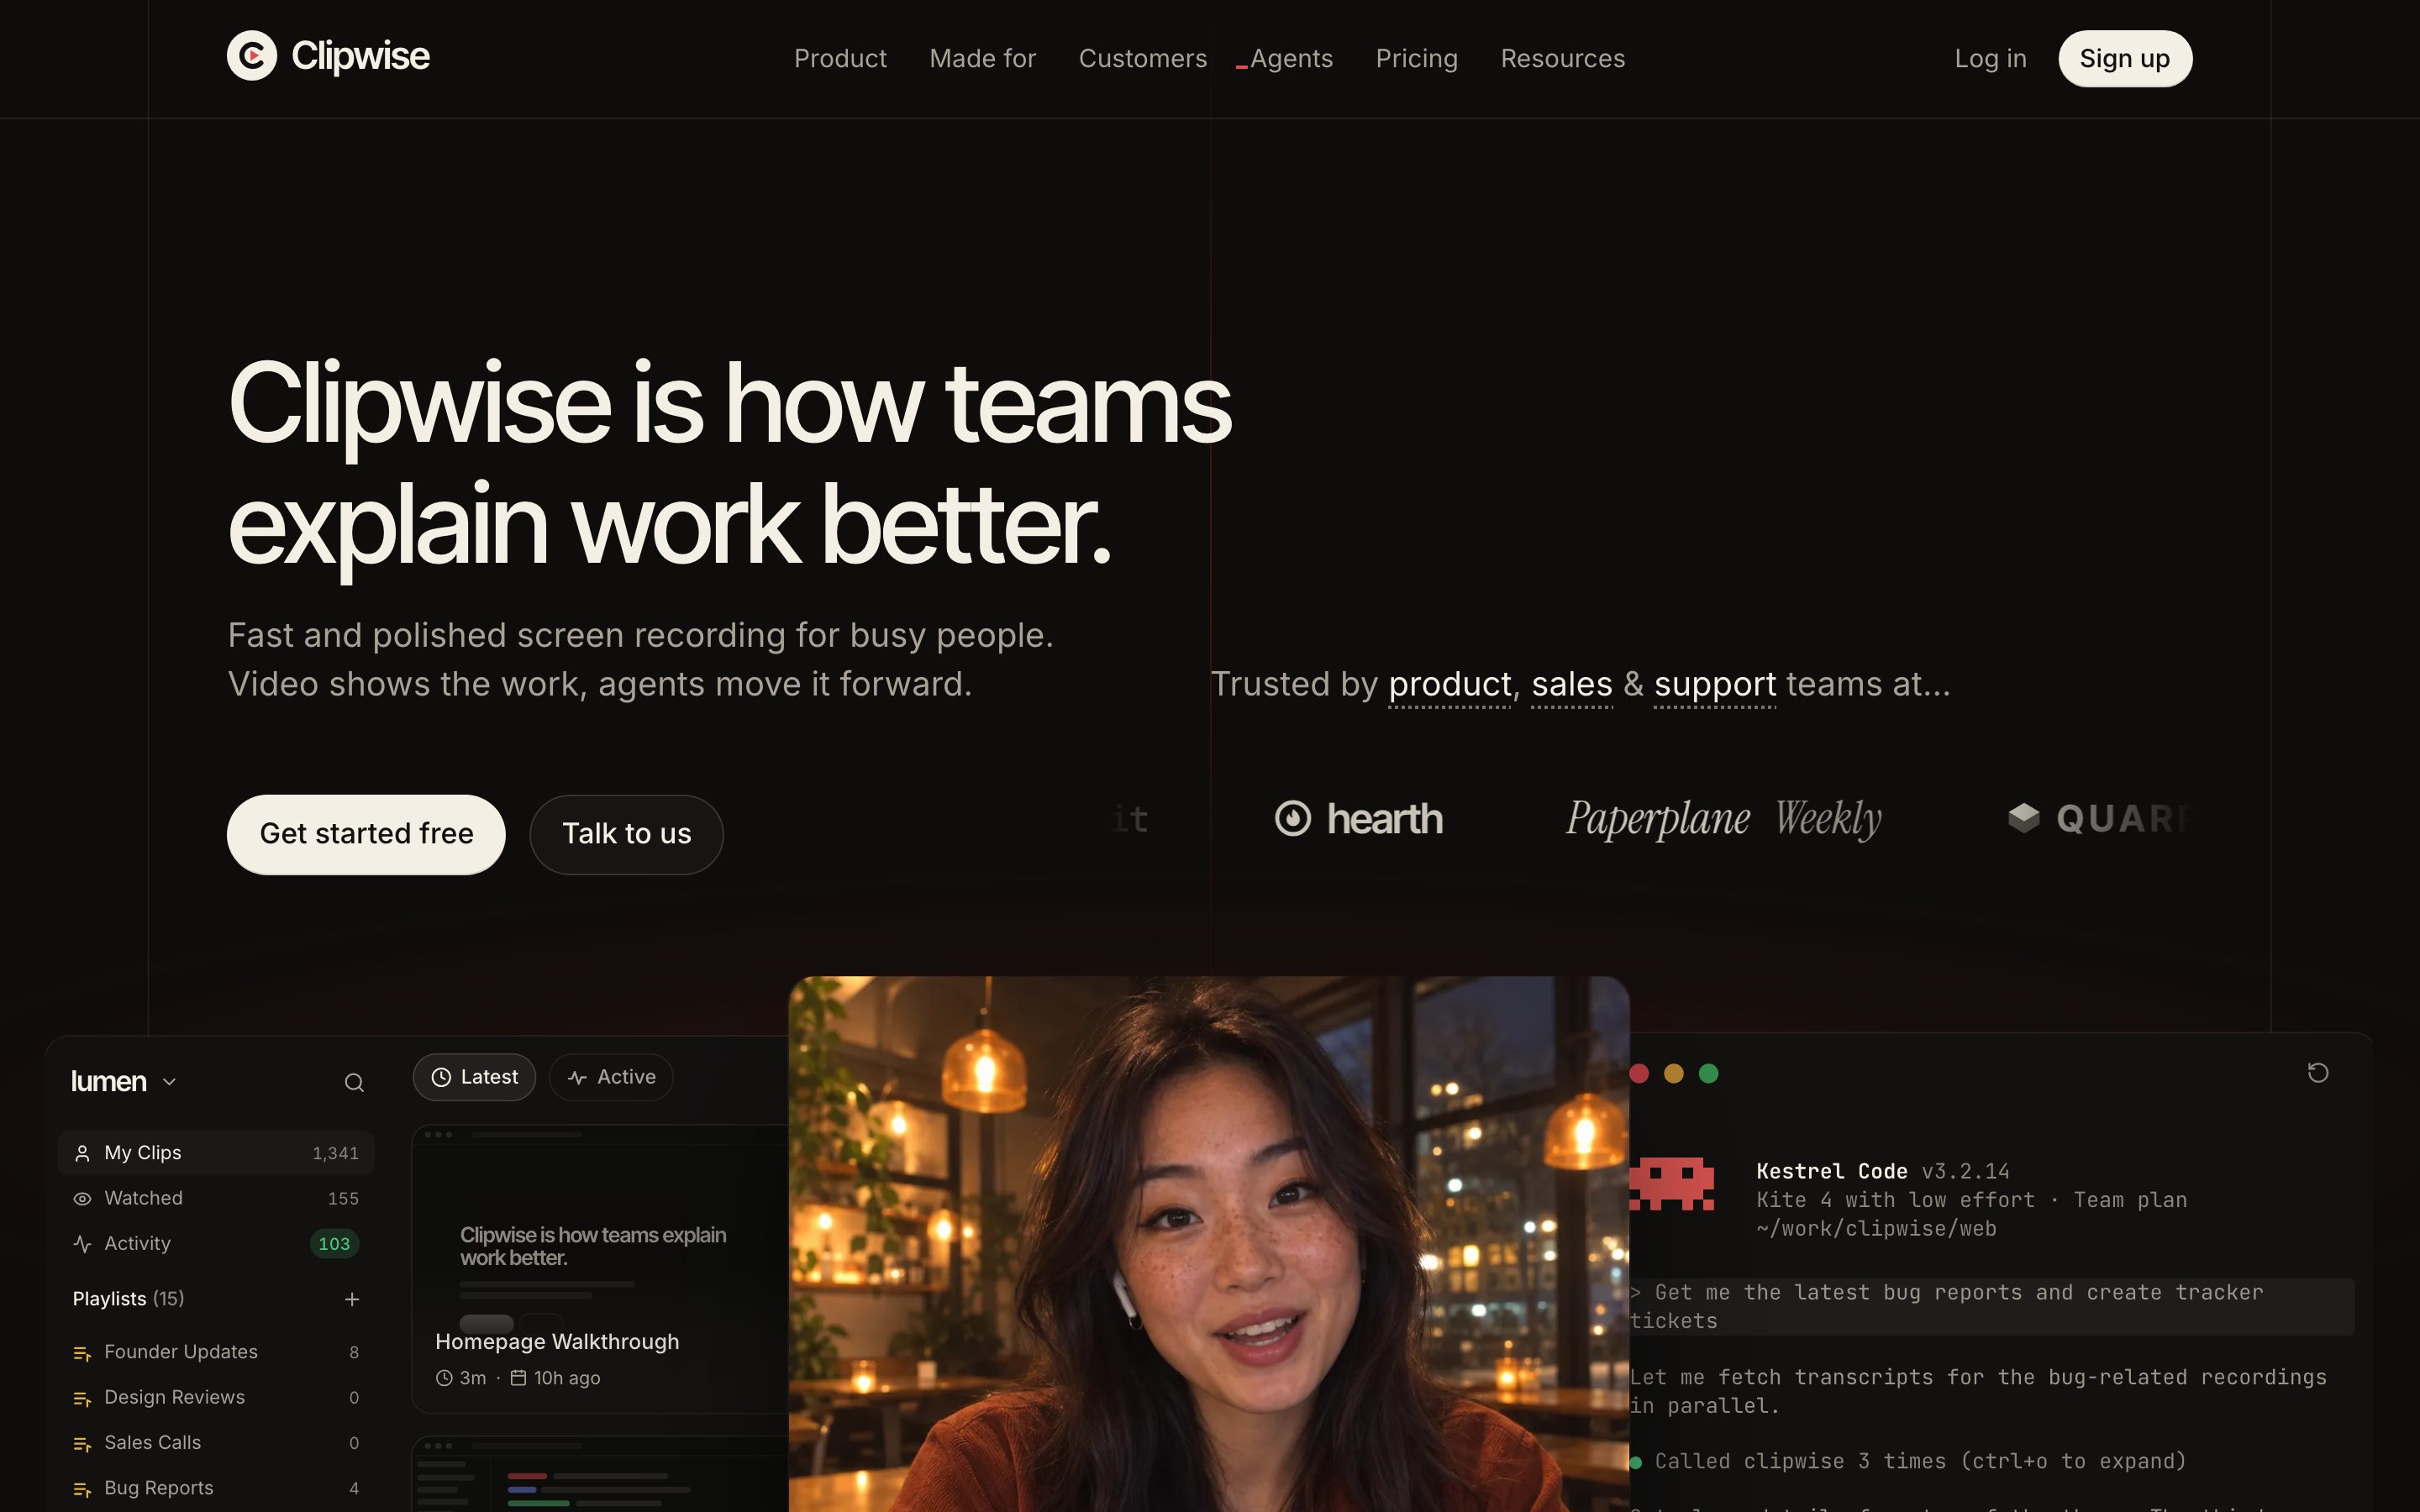 Clipwise
Product Made for Customers _Agents Pricing Resources
Log in Sign up
Clipwise is how teams
explain work better.
Fast and polished screen recording for busy people.
Video shows the work, agents move it forward.
Trusted by product, sales & support teams at...
Get started free Talk to us
it hearth Paperplane Weekly
lumen
Latest Active
My Clips 1,341
Watched 155
Activity 103
Playlists (15)
Founder Updates 8
Design Reviews 0
Sales Calls 0
Bug Reports 4
Clipwise is how teams explain
work better.
Homepage Walkthrough
3m · 10h ago
Kestrel Code v3.2.14
Kite 4 with low effort · Team plan
~/work/clipwise/web
> Get me the latest bug reports and create tracker
tickets
Let me fetch transcripts for the bug-related recordings
in parallel.
Called clipwise 3 times (ctrl+o to expand)